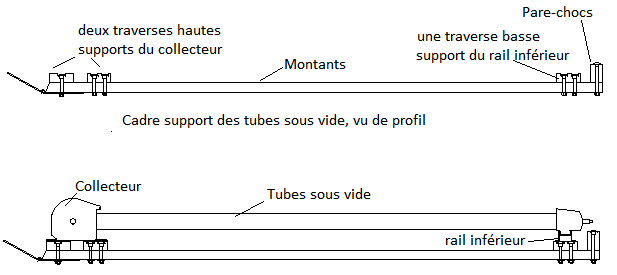 Pare-chocs
deux traverses hautes
supports du collecteur
une traverse basse
support du rail inférieur
Montants
Cadre support des tubes sous vide, vu de profil
Collecteur
Tubes sous vide
rail inférieur